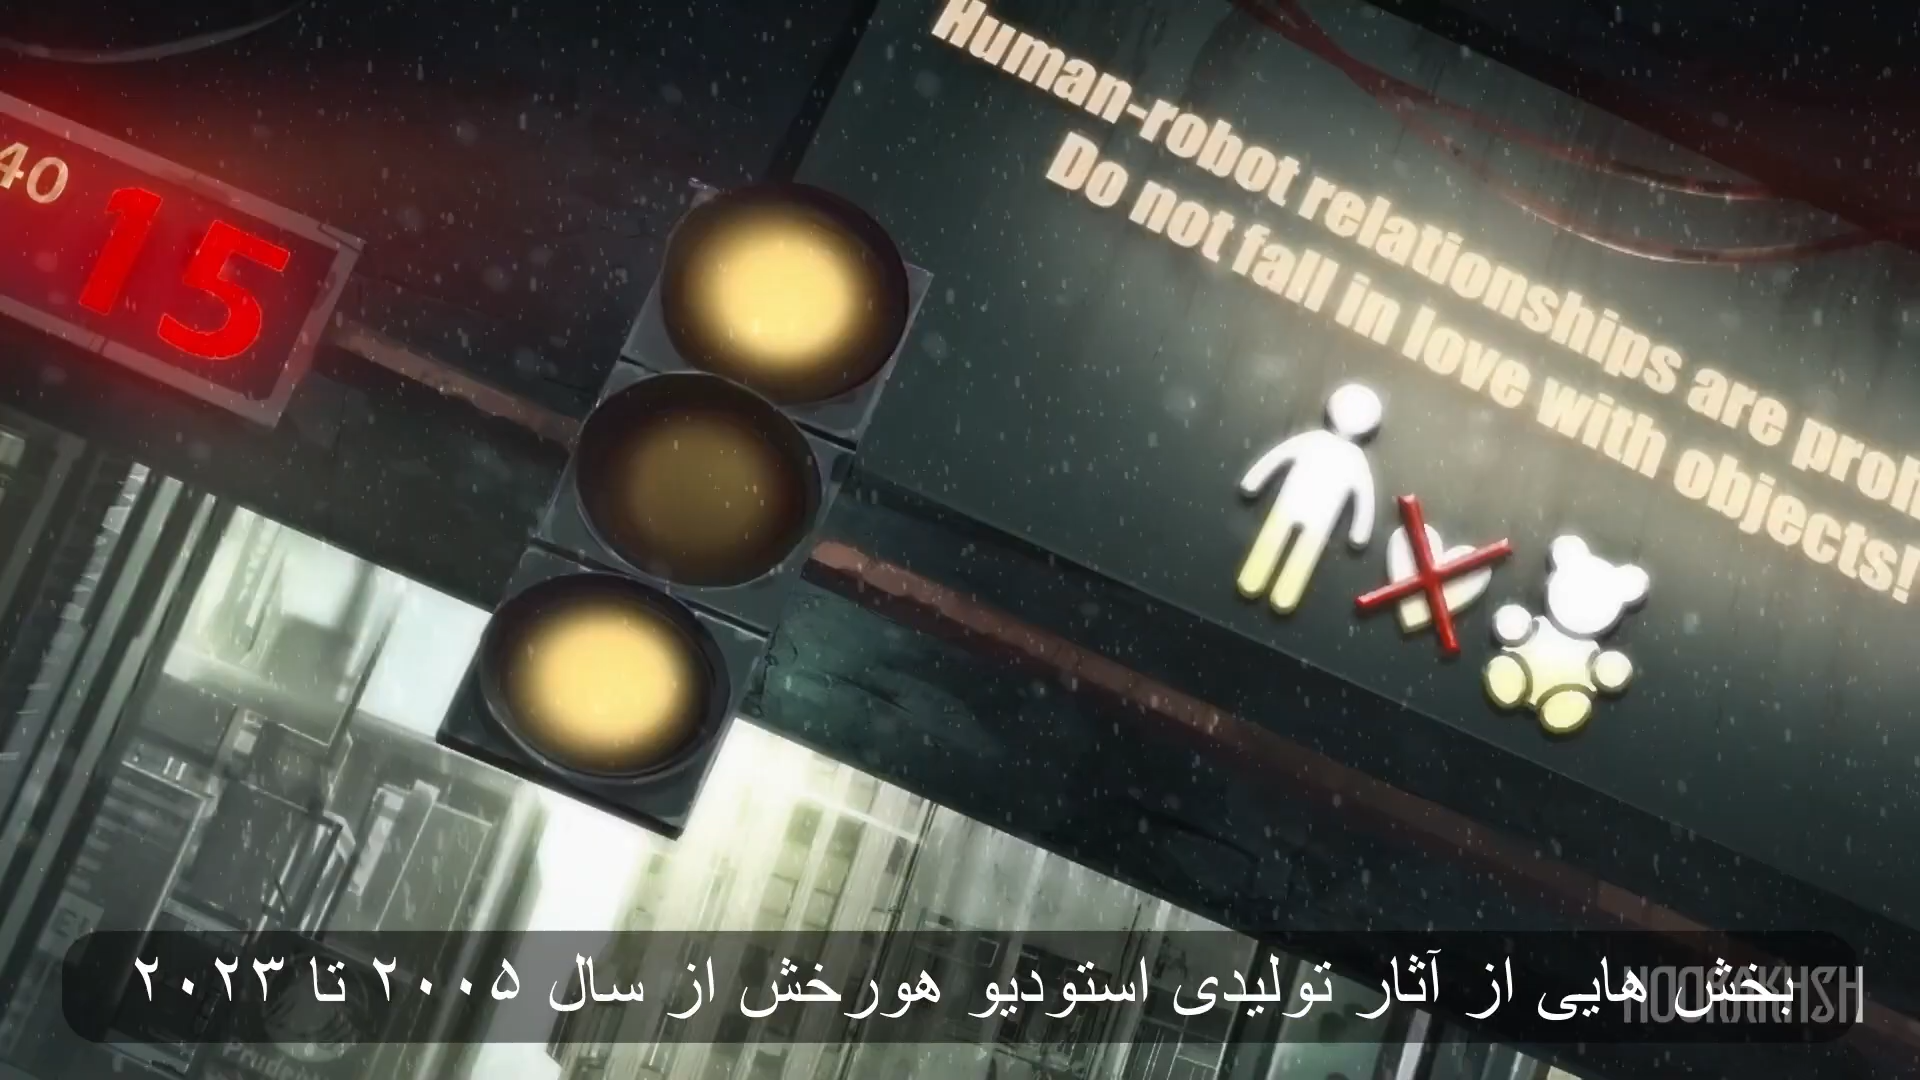 Human-robot relationships are proh
Do not fall in love with objects!
40
15
بخش هایی از آثار تولیدی استودیو هورخش از سال ۲۰۰۵ تا ۲۰۲۳
HOORAKHSH